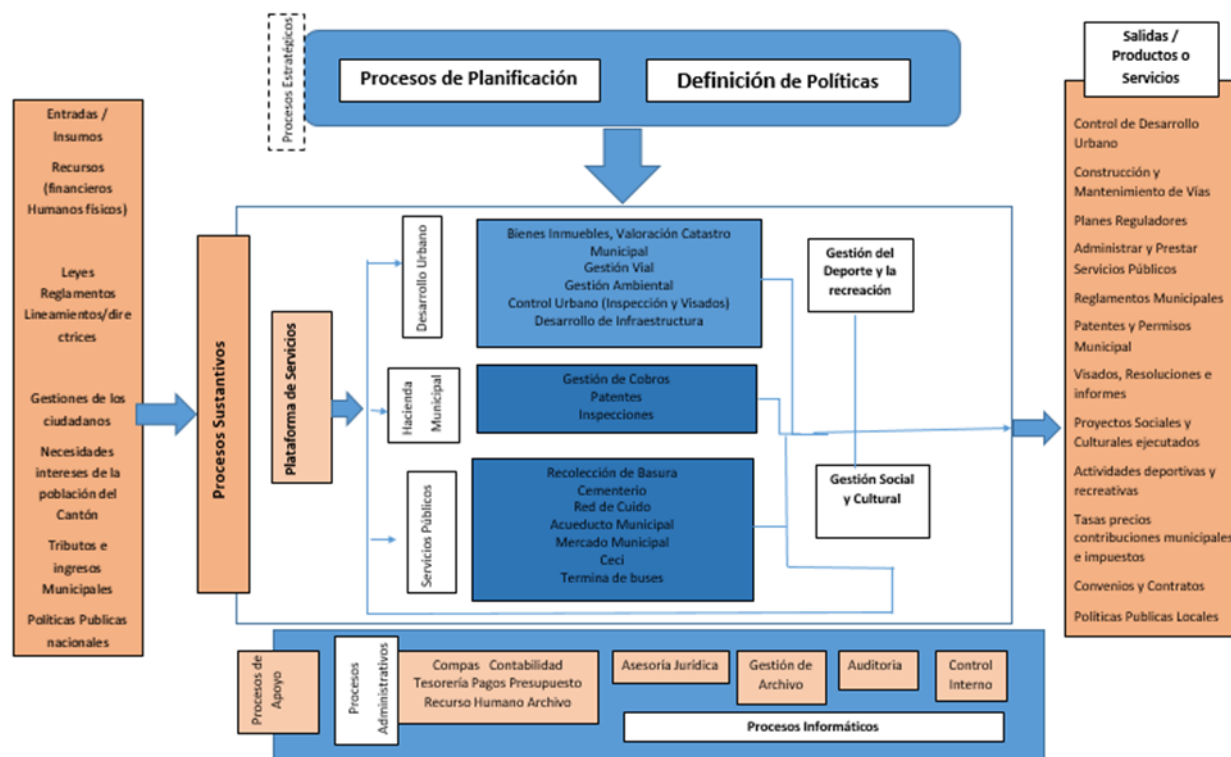 Procesos Estratégicos
Procesos de Planificación
Definición de Políticas
Entradas /
Insumos
Recursos
(financieros
Humanos físicos)
Leyes
Reglamentos
Lineamientos/dire
ctrices
Gestiones de los
ciudadanos
Necesidades
intereses de la
población del
Cantón
Tributos e
ingresos
Municipales
Políticas Publicas
nacionales
Procesos Sustantivos
Plataforma de Servicios
Desarrollo Urbano
Bienes Inmuebles, Valoración Catastro
Municipal
Gestión Vial
Gestión Ambiental
Control Urbano (Inspección y Visados)
Desarrollo de Infraestructura
Hacienda
Municipal
Gestión de Cobros
Patentes
Inspecciones
Servicios Públicos
Recolección de Basura
Cementerio
Red de Cuido
Acueducto Municipal
Mercado Municipal
Ceci
Termina de buses
Gestión del
Deporte y la
recreación
Gestión Social
y Cultural
Salidas /
Productos o
Servicios
Control de Desarrollo
Urbano
Construcción y
Mantenimiento de Vías
Planes Reguladores
Administrar y Prestar
Servicios Públicos
Reglamentos Municipales
Patentes y Permisos
Municipal
Visados, Resoluciones e
informes
Proyectos Sociales y
Culturales ejecutados
Actividades deportivas y
recreativas
Tasas precios
contribuciones municipales
e impuestos
Convenios y Contratos
Políticas Publicas Locales
Procesos de
Apoyo
Procesos
Administrativos
Compas Contabilidad
Tesorería Pagos Presupuesto
Recurso Humano Archivo
Asesoría Jurídica
Gestión de
Archivo
Auditoria
Control
Interno
Procesos Informáticos